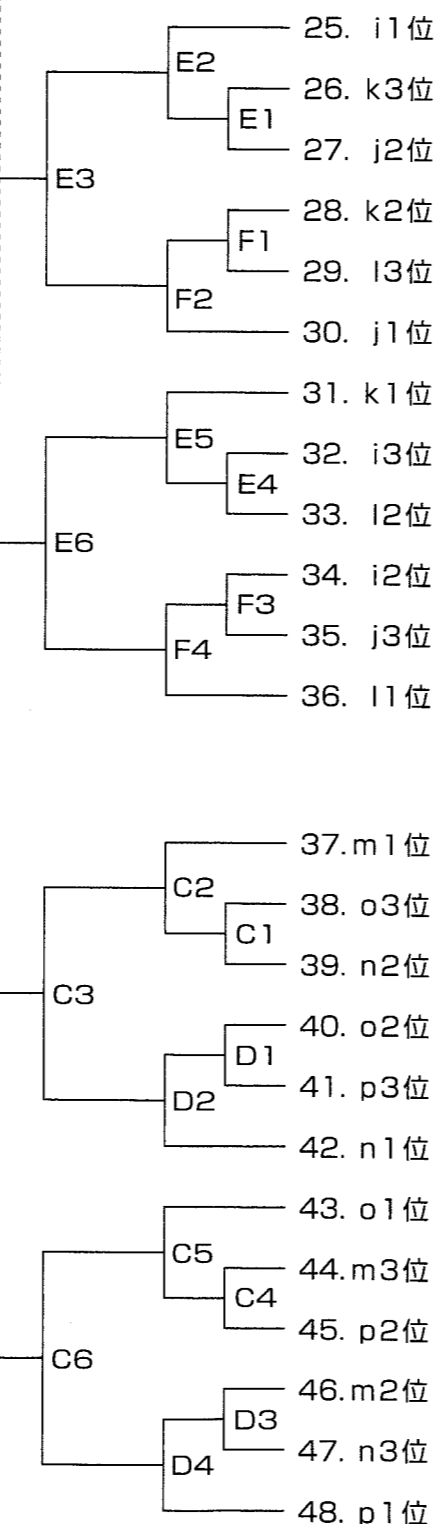 25. i1位
E2
26. k3位
E1
27. j2位
E3
28. k2位
F1
29. l3位
F2
30. j1位
31. k1位
E5
32. i3位
E4
33. l2位
E6
34. i2位
F3
35. j3位
F4
36. l1位
37.m1位
C2
38. o3位
C1
39. n2位
C3
40. o2位
D1
41. p3位
D2
42. n1位
43. o1位
C5
44.m3位
C4
45. p2位
C6
46.m2位
D3
47. n3位
D4
48. p1位